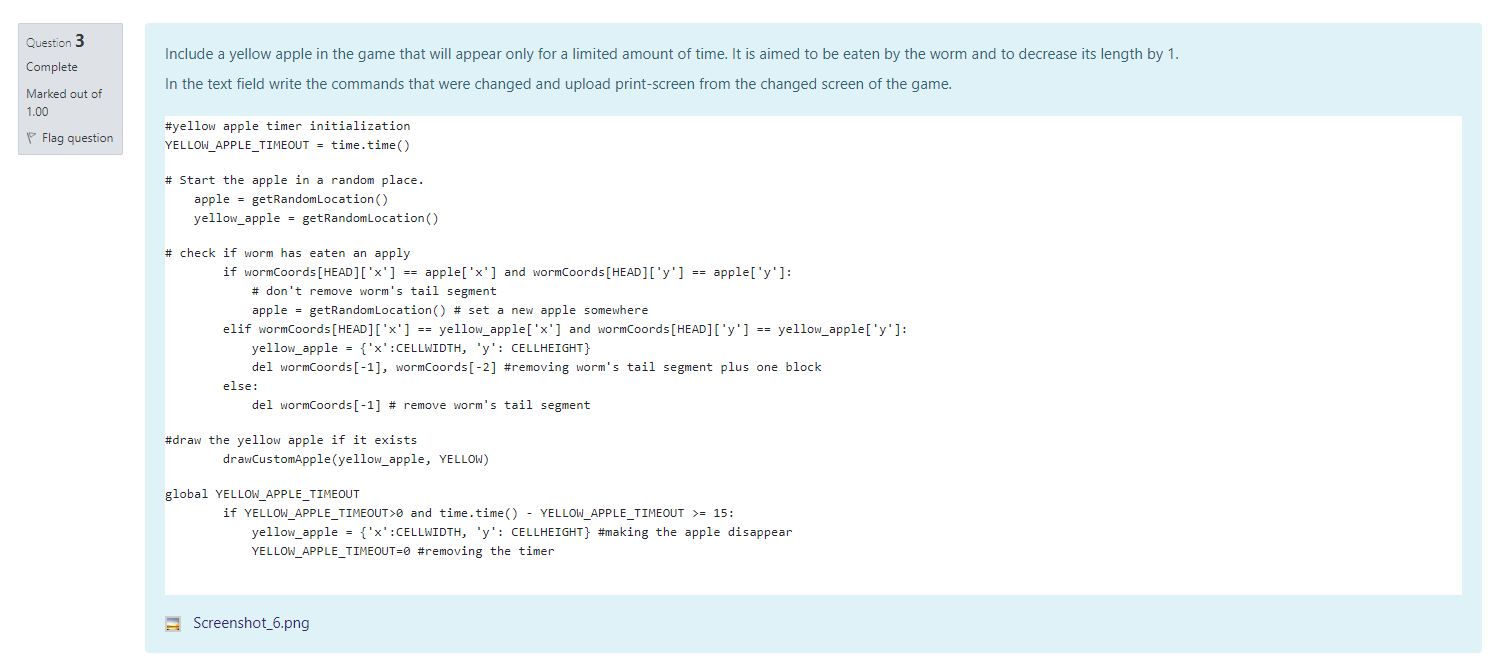 Question 3
Complete
Marked out of
1.00
Flag question
Include a yellow apple in the game that will appear only for a limited amount of time. It is aimed to be eaten by the worm and to decrease its length by 1.
In the text field write the commands that were changed and upload print-screen from the changed screen of the game.
#yellow apple timer initialization
YELLOW_APPLE_TIMEOUT = time.time()
# Start the apple in a random place.
    apple = getRandomLocation()
    yellow_apple = getRandomLocation()
# check if worm has eaten an apply
        if wormCoords[HEAD]['x'] == apple['x'] and wormCoords[HEAD]['y'] == apple['y']:
            # don't remove worm's tail segment
            apple = getRandomLocation() # set a new apple somewhere
        elif wormCoords[HEAD]['x'] == yellow_apple['x'] and wormCoords[HEAD]['y'] == yellow_apple['y']:
            yellow_apple = {'x':CELLWIDTH, 'y': CELLHEIGHT}
            del wormCoords[-1], wormCoords[-2] #removing worm's tail segment plus one block
        else:
            del wormCoords[-1] # remove worm's tail segment
#draw the yellow apple if it exists
        drawCustomApple(yellow_apple, YELLOW)
global YELLOW_APPLE_TIMEOUT
        if YELLOW_APPLE_TIMEOUT>0 and time.time() - YELLOW_APPLE_TIMEOUT >= 15:
            yellow_apple = {'x':CELLWIDTH, 'y': CELLHEIGHT} #making the apple disappear
            YELLOW_APPLE_TIMEOUT=0 #removing the timer
Screenshot_6.png